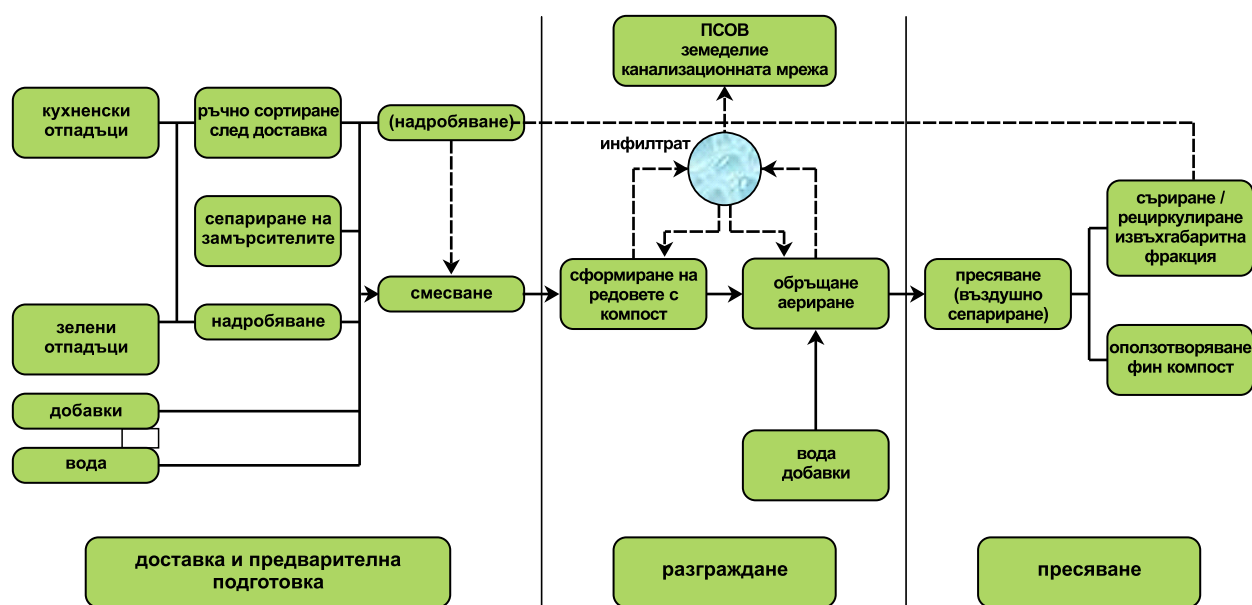 ПСОВ
земеделие
канализационната мрежа
кухненски
отпадъци
ръчно сортиране
след доставка
(надробяване)
инфилтрат
сепариране на
замърсителите
съриране /
рециркулиране
извъхгабаритна
фракция
смесване
сформиране на
редовете с
компост
обръщане
аериране
пресяване
(въздушно
сепариране)
зелени
отпадъци
надробяване
оползотворяване
фин компост
добавки
вода
вода
добавки
доставка и предварителна
подготовка
разграждане
пресяване